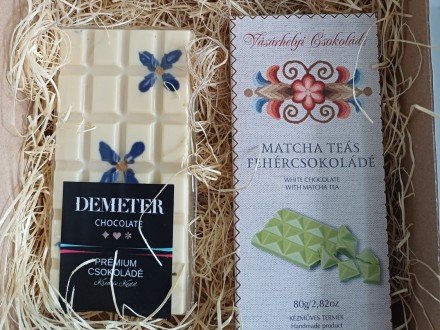 DEMETER
CHOCOLATE
PRÉMIUM
CSOKOLÁDÉ
Vásárhelyi Csokoládé
MATCHA TEÁS
FEHÉRCSOKOLÁDÉ
WHITE CHOCOLATE
WITH MATCHA TEA
80g/2,82oz
KÉZMŰVES TERMÉK
Handmade product